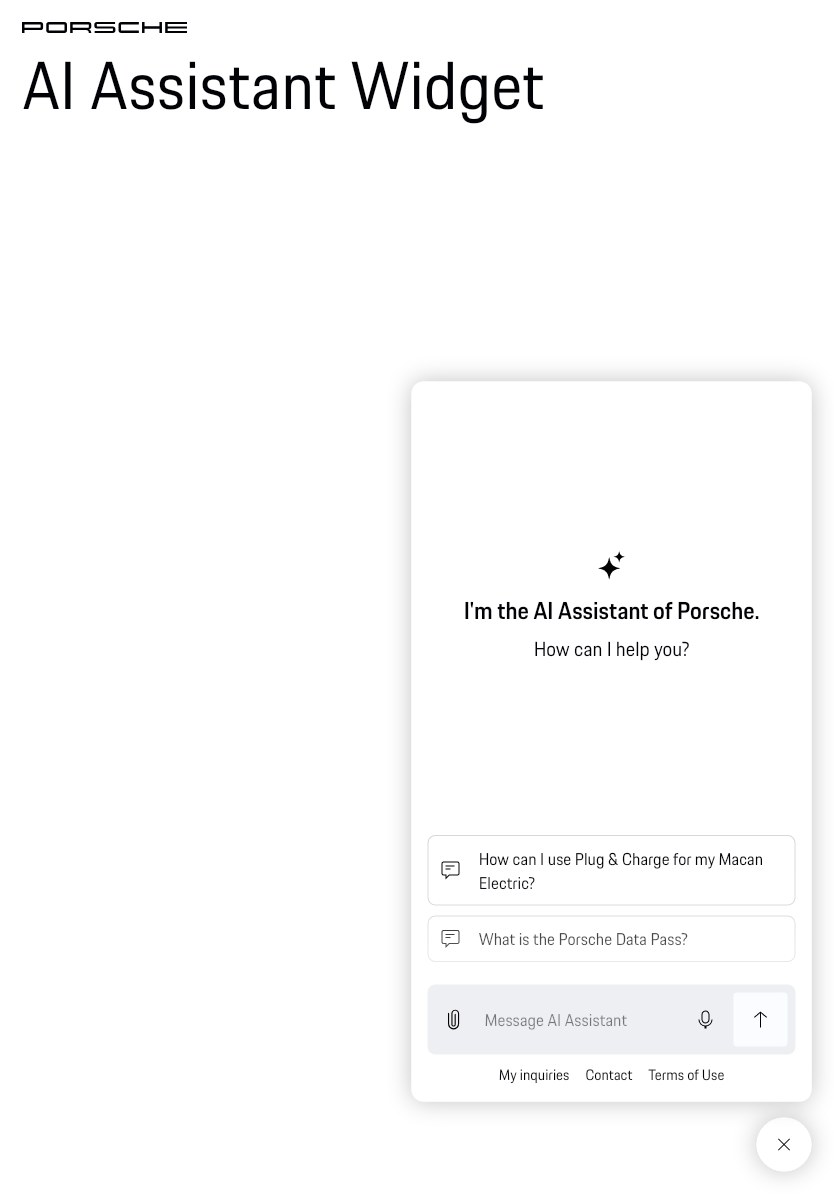 PORSCHE
AI Assistant Widget
I'm the AI Assistant of Porsche.
How can I help you?
How can I use Plug & Charge for my Macan
Electric?
What is the Porsche Data Pass?
Message AI Assistant
My inquiries Contact Terms of Use